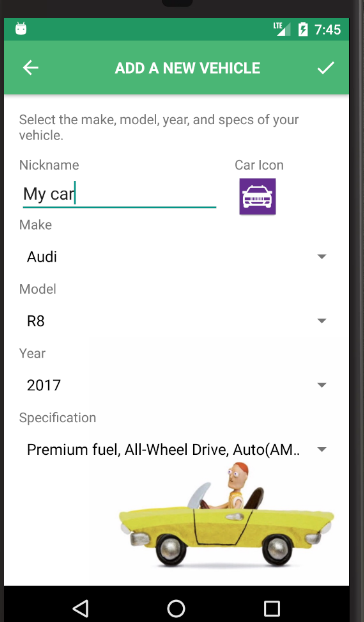 LTE 7:45
ADD A NEW VEHICLE
Select the make, model, year, and specs of your
vehicle.
Nickname Car Icon
My car
Make
Audi
Model
R8
Year
2017
Specification
Premium fuel, All-Wheel Drive, Auto(AM..